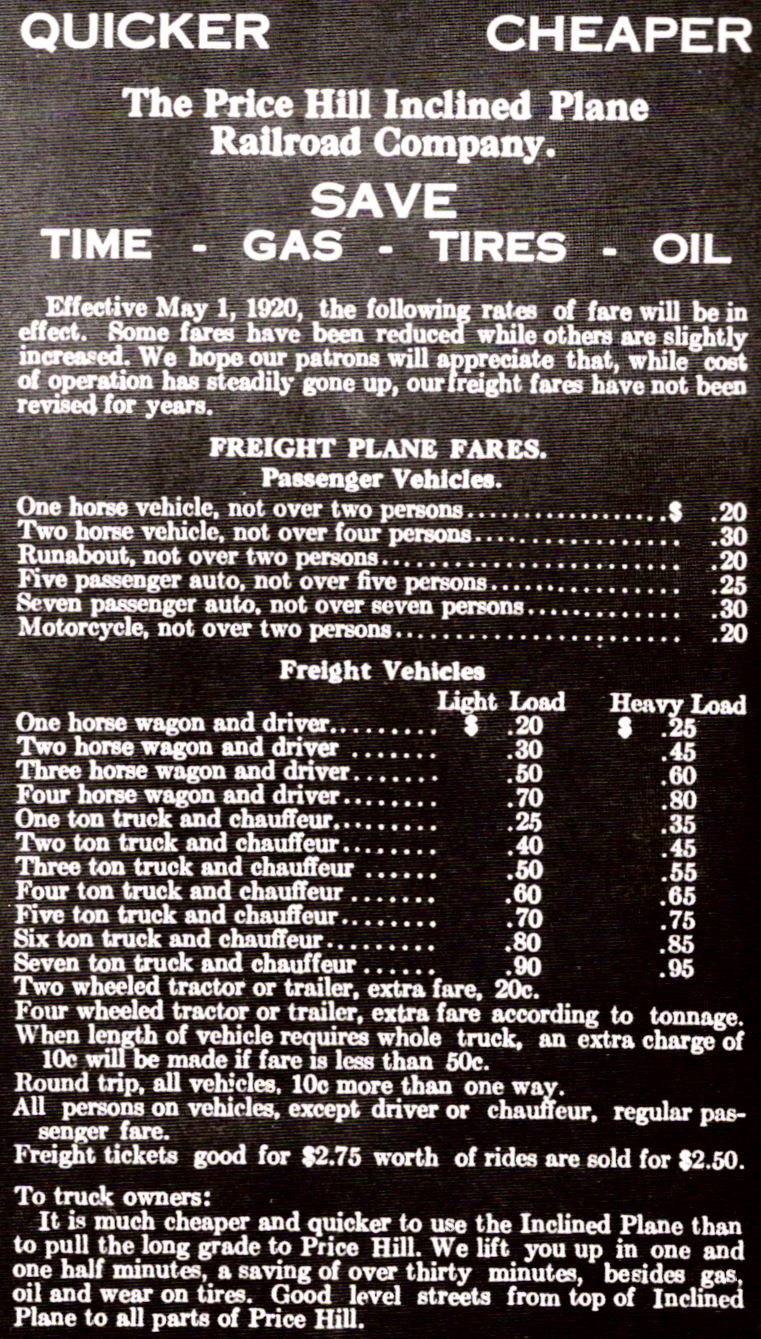 QUICKER CHEAPER
The Price Hill Inclined Plane
Railroad Company.
SAVE
TIME - GAS - TIRES - OIL
Effective May 1, 1920, the following rates of fare will be in
effect. Some fares have been reduced while others are slightly
increased. We hope our patrons will appreciate that, while cost
of operation has steadily gone up, our freight fares have not been
revised for years.
FREIGHT PLANE FARES.
Passenger Vehicles.
One horse vehicle, not over two persons..................$ .20
Two horse vehicle, not over four persons.................. .30
Runabout, not over two persons.......................... .20
Five passenger auto, not over five persons................. .25
Seven passenger auto, not over seven persons............. .30
Motorcycle, not over two persons......................... .20
Freight Vehicles
Light Load Heavy Load
One horse wagon and driver.......... $ .20 $ .25
Two horse wagon and driver ........ .30 .45
Three horse wagon and driver....... .50 .60
Four horse wagon and driver........ .70 .80
One ton truck and chauffeur......... .25 .35
Two ton truck and chauffeur........ .40 .45
Three ton truck and chauffeur ...... .50 .55
Four ton truck and chauffeur ....... .60 .65
Five ton truck and chauffeur........ .70 .75
Six ton truck and chauffeur......... .80 .85
Seven ton truck and chauffeur ...... .90 .95
Two wheeled tractor or trailer, extra fare, 20c.
Four wheeled tractor or trailer, extra fare according to tonnage.
When length of vehicle requires whole truck, an extra charge of
10c will be made if fare is less than 50c.
Round trip, all vehicles, 10c more than one way.
All persons on vehicles, except driver or chauffeur, regular pas-
senger fare.
Freight tickets good for $2.75 worth of rides are sold for $2.50.
To truck owners:
It is much cheaper and quicker to use the Inclined Plane than
to pull the long grade to Price Hill. We lift you up in one and
one half minutes, a saving of over thirty minutes, besides gas,
oil and wear on tires. Good level streets from top of Inclined
Plane to all parts of Price Hill.